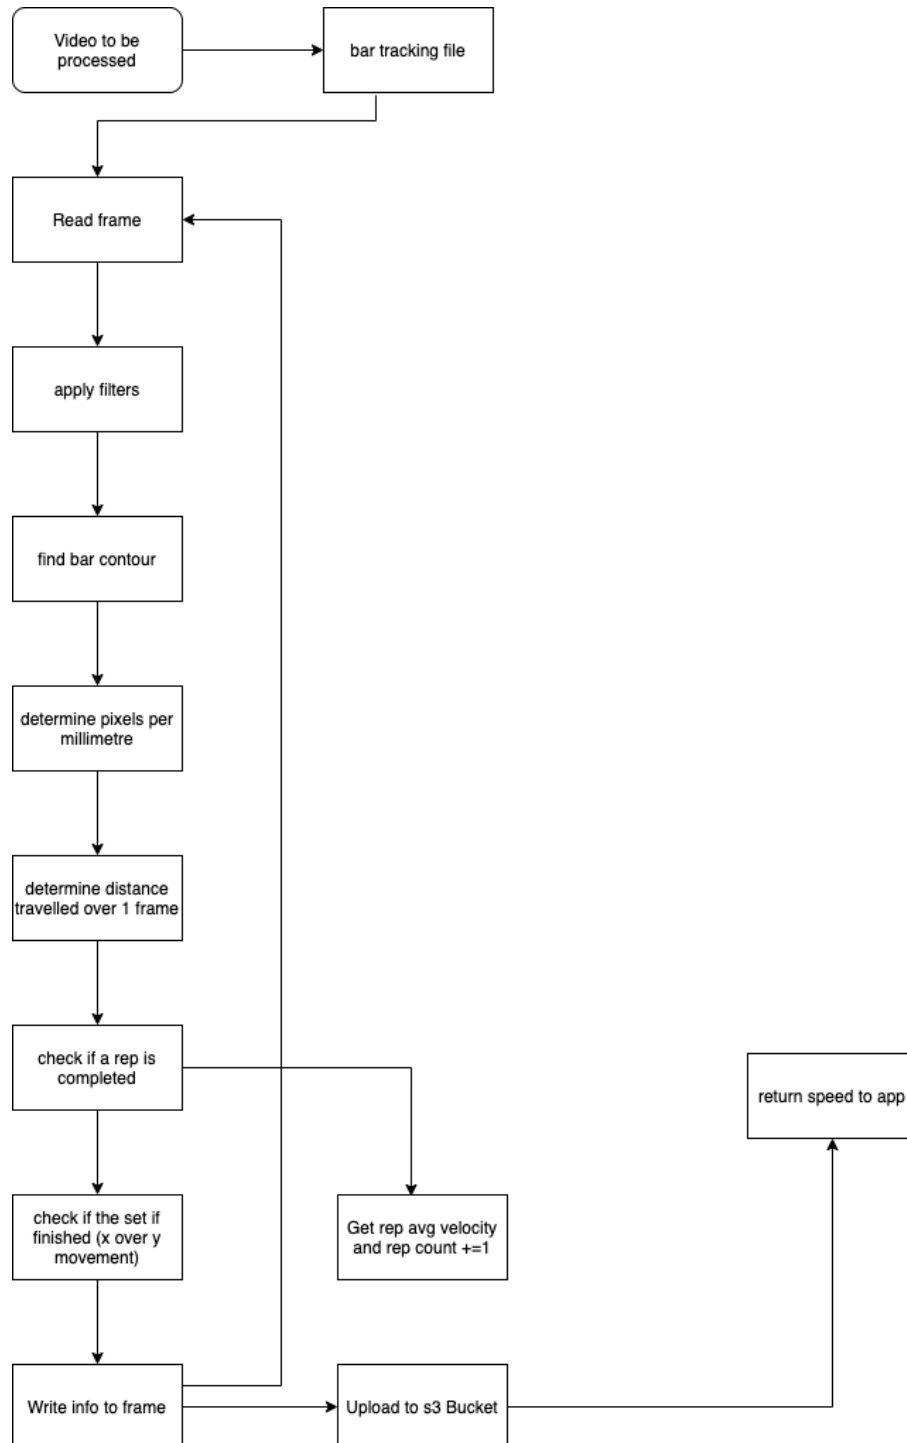 Video to be
processed
bar tracking file
Read frame
apply filters
find bar contour
determine pixels per
millimetre
determine distance
travelled over 1 frame
check if a rep is
completed
return speed to app
check if the set if
finished (x over y
movement)
Get rep avg velocity
and rep count +=1
Write info to frame
Upload to s3 Bucket